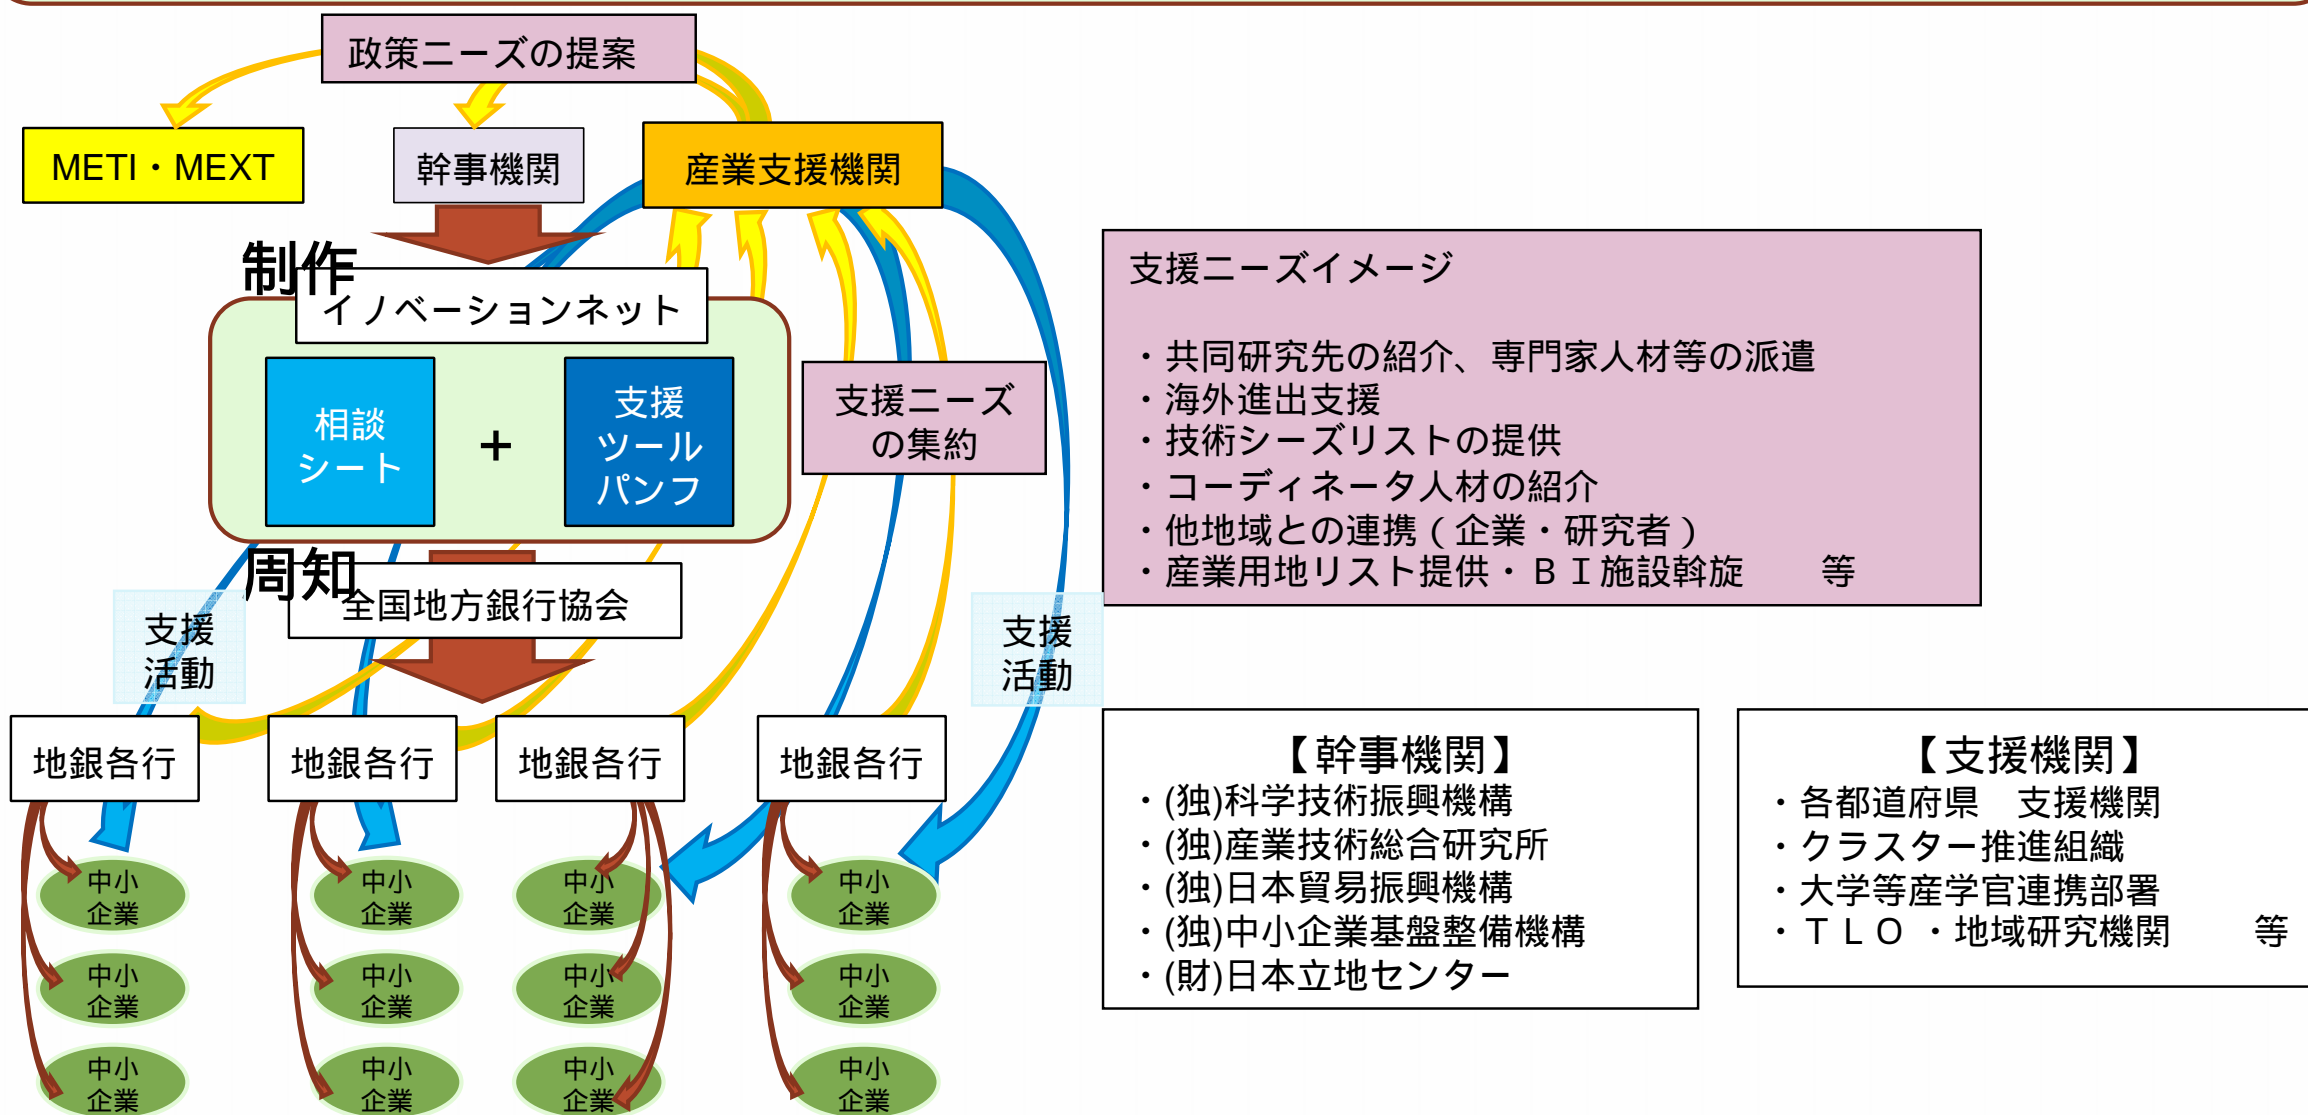 政策ニーズの提案
METI・MEXT
幹事機関
産業支援機関
制作
イノベーションネット
相談
シート
+
支援
ツール
パンフ
支援ニーズ
の集約
周知
全国地方銀行協会
支援
活動
支援
活動
地銀各行
地銀各行
地銀各行
地銀各行
中小
企業
中小
企業
中小
企業
中小
企業
中小
企業
中小
企業
中小
企業
中小
企業
中小
企業
中小
企業
中小
企業
中小
企業
支援ニーズイメージ
・共同研究先の紹介、専門家人材等の派遣
・海外進出支援
・技術シーズリストの提供
・コーディネータ人材の紹介
・他地域との連携(企業・研究者)
・産業用地リスト提供・BI施設斡旋　　等
【幹事機関】
・(独)科学技術振興機構
・(独)産業技術総合研究所
・(独)日本貿易振興機構
・(独)中小企業基盤整備機構
・(財)日本立地センター
【支援機関】
・各都道府県　支援機関
・クラスター推進組織
・大学等産学官連携部署
・TLO・地域研究機関　　等